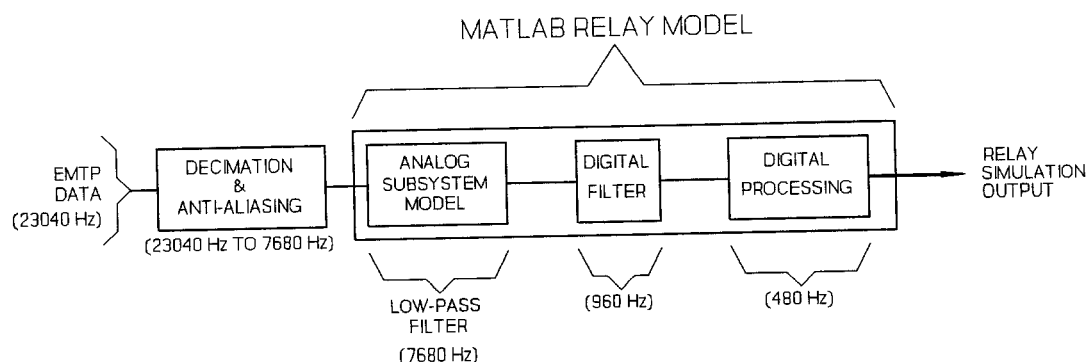 MATLAB RELAY MODEL
EMTP
DATA
(23040 Hz)
DECIMATION
&
ANTI-ALIASING
(23040 Hz TO 7680 Hz)
ANALOG
SUBSYSTEM
MODEL
LOW-PASS
FILTER
(7680 Hz)
DIGITAL
FILTER
(960 Hz)
DIGITAL
PROCESSING
(480 Hz)
RELAY
SIMULATION
OUTPUT